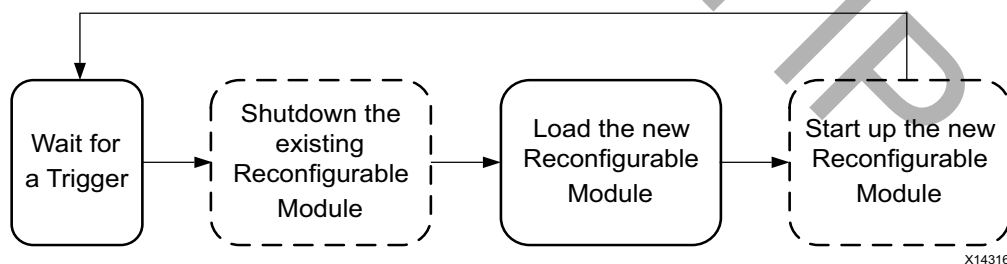 Wait for
a Trigger
Shutdown the
existing
Reconfigurable
Module
Load the new
Reconfigurable
Module
Start up the new
Reconfigurable
Module